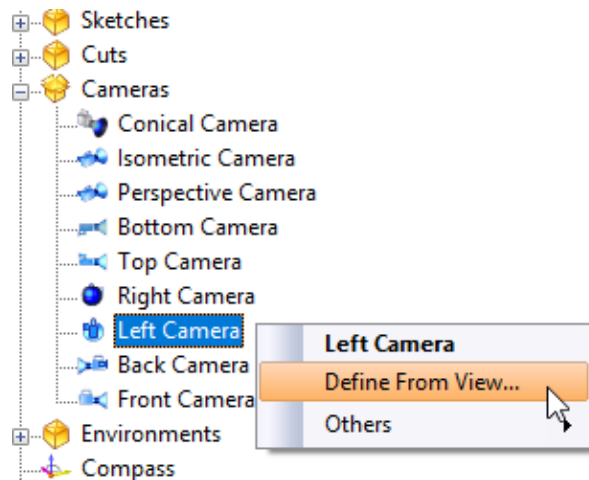 Sketches
Cuts
Cameras
Conical Camera
Isometric Camera
Perspective Camera
Bottom Camera
Top Camera
Right Camera
Left Camera
Back Camera
Front Camera
Environments
Compass
Left Camera
Define From View...
Others